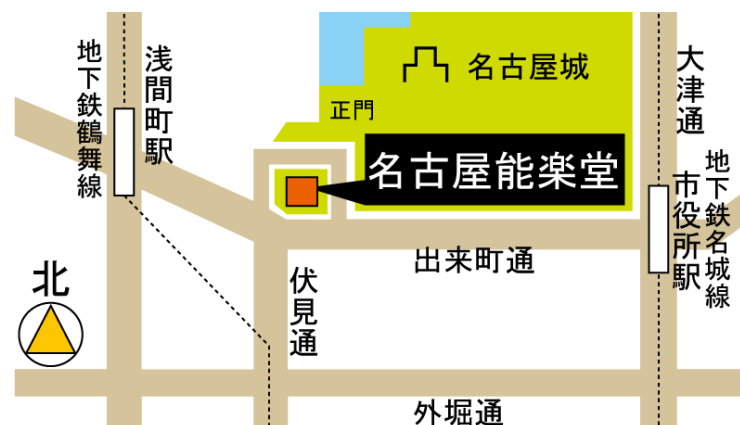 地下鉄鶴舞線
浅間町駅
正門
名古屋城
大津通
名古屋能楽堂
地下鉄名城線
市役所駅
出来町通
伏見通
北
外堀通